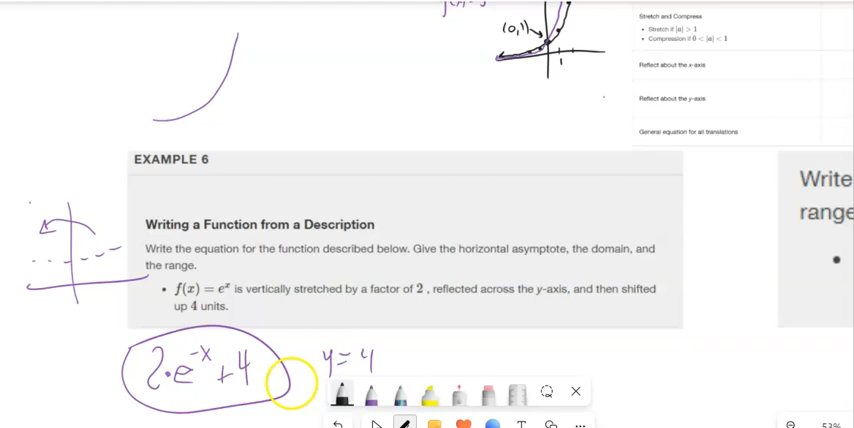 (0,1)
1
Stretch and Compress
• Stretch if |a| > 1
• Compression if 0 < |a| < 1
Reflect about the x-axis
Reflect about the y-axis
General equation for all translations
EXAMPLE 6
Writing a Function from a Description
Write the equation for the function described below. Give the horizontal asymptote, the domain, and
the range.
• f(x) = eˣ is vertically stretched by a factor of 2 , reflected across the y-axis, and then shifted
up 4 units.
Write
range
•
2·e⁻ˣ+4
y=4
T
53%